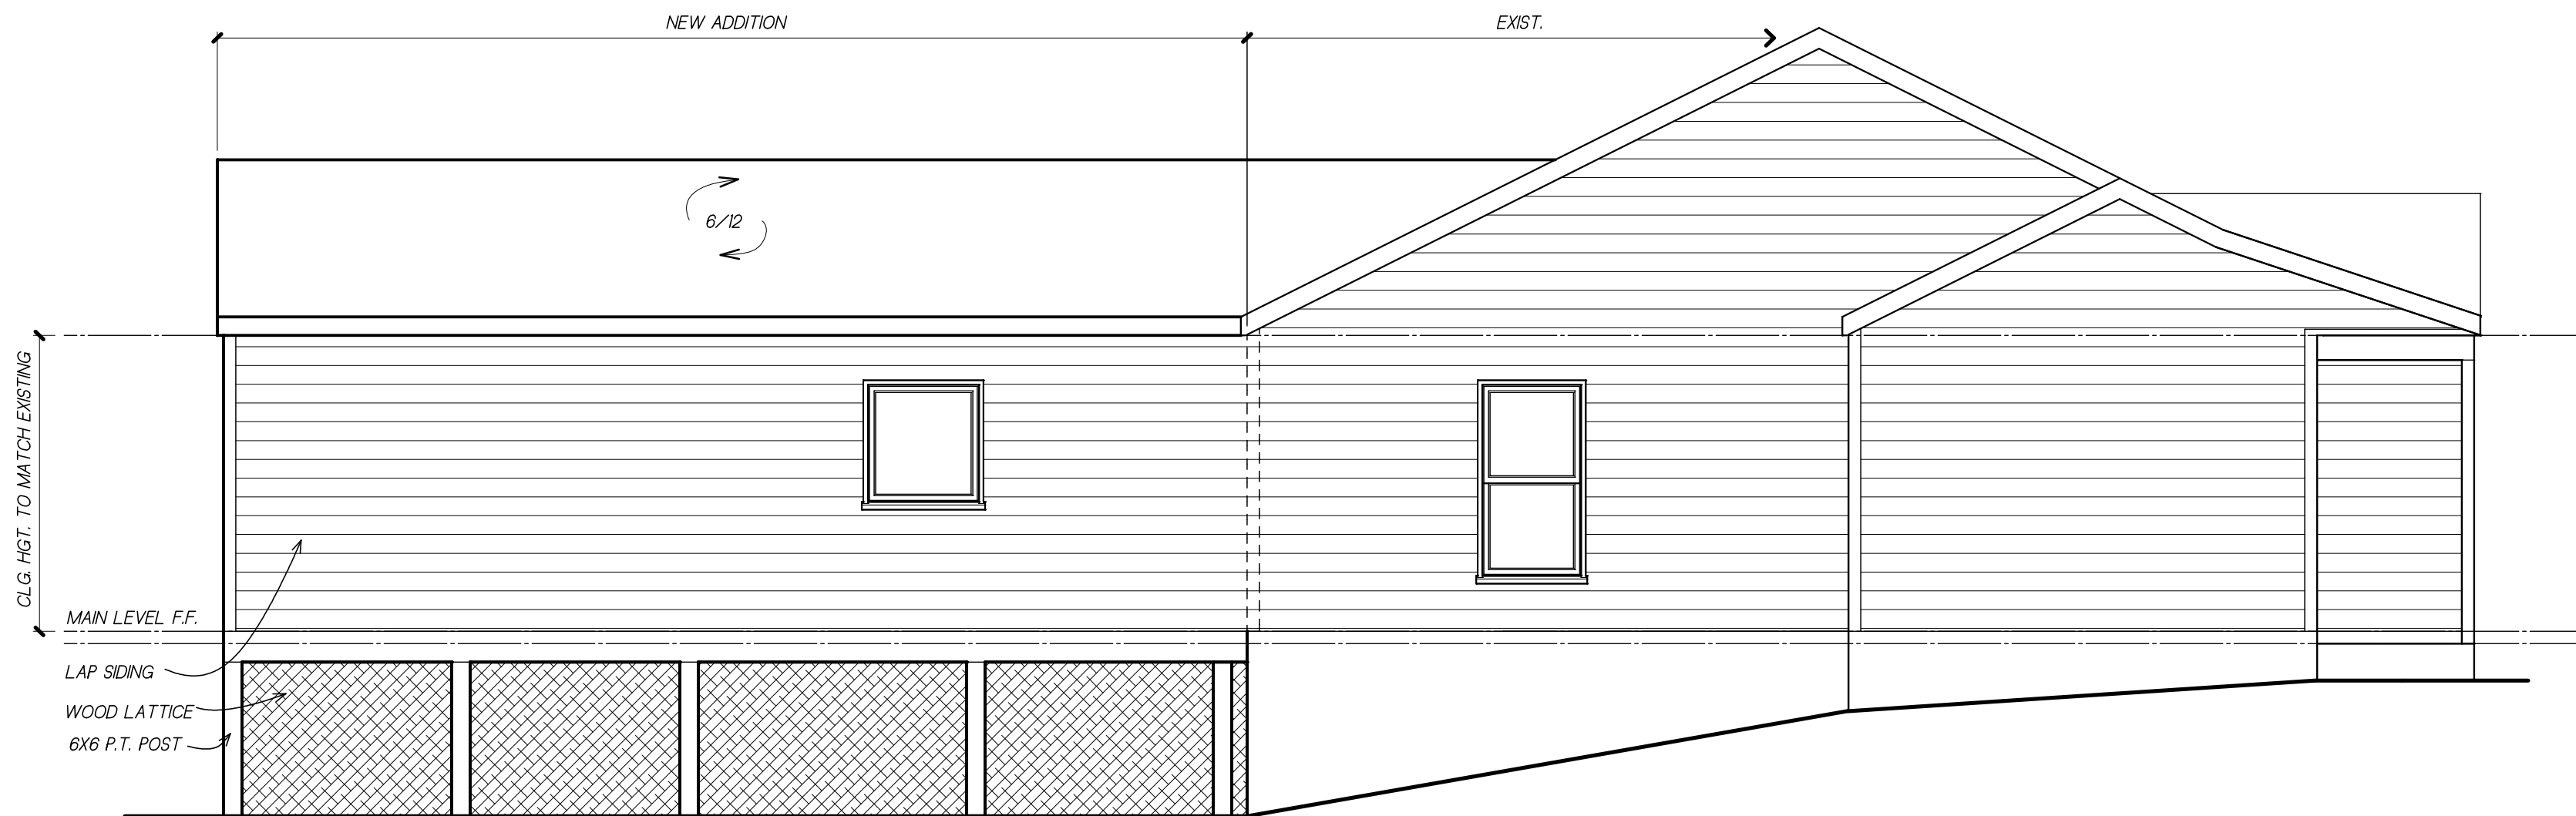 NEW ADDITION
EXIST.
6/12
CLG. HGT. TO MATCH EXISTING
MAIN LEVEL F.F.
LAP SIDING
WOOD LATTICE
6X6 P.T. POST